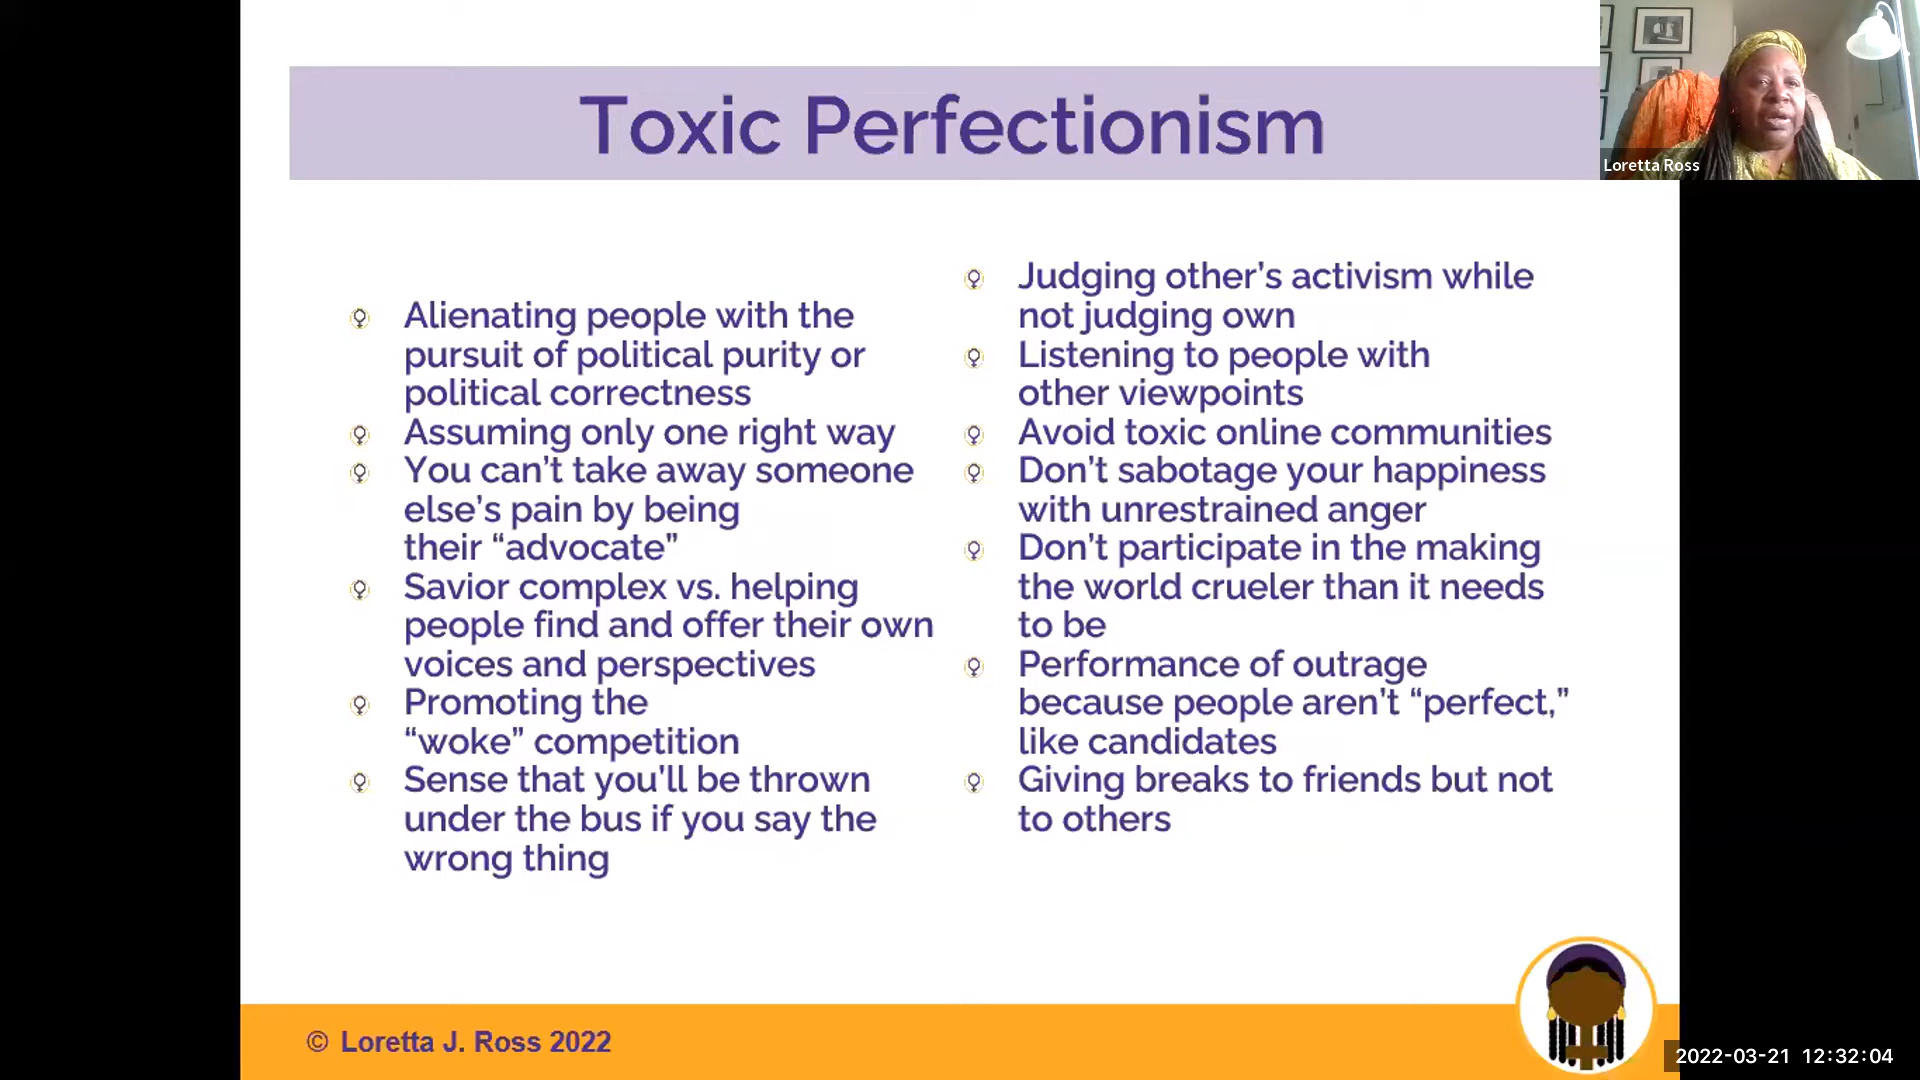 Toxic Perfectionism
Loretta Ross
Alienating people with the
pursuit of political purity or
political correctness
Assuming only one right way
You can’t take away someone
else’s pain by being
their “advocate”
Savior complex vs. helping
people find and offer their own
voices and perspectives
Promoting the
“woke” competition
Sense that you’ll be thrown
under the bus if you say the
wrong thing
Judging other’s activism while
not judging own
Listening to people with
other viewpoints
Avoid toxic online communities
Don’t sabotage your happiness
with unrestrained anger
Don’t participate in the making
the world crueler than it needs
to be
Performance of outrage
because people aren’t “perfect,”
like candidates
Giving breaks to friends but not
to others
© Loretta J. Ross 2022
2022-03-21 12:32:04